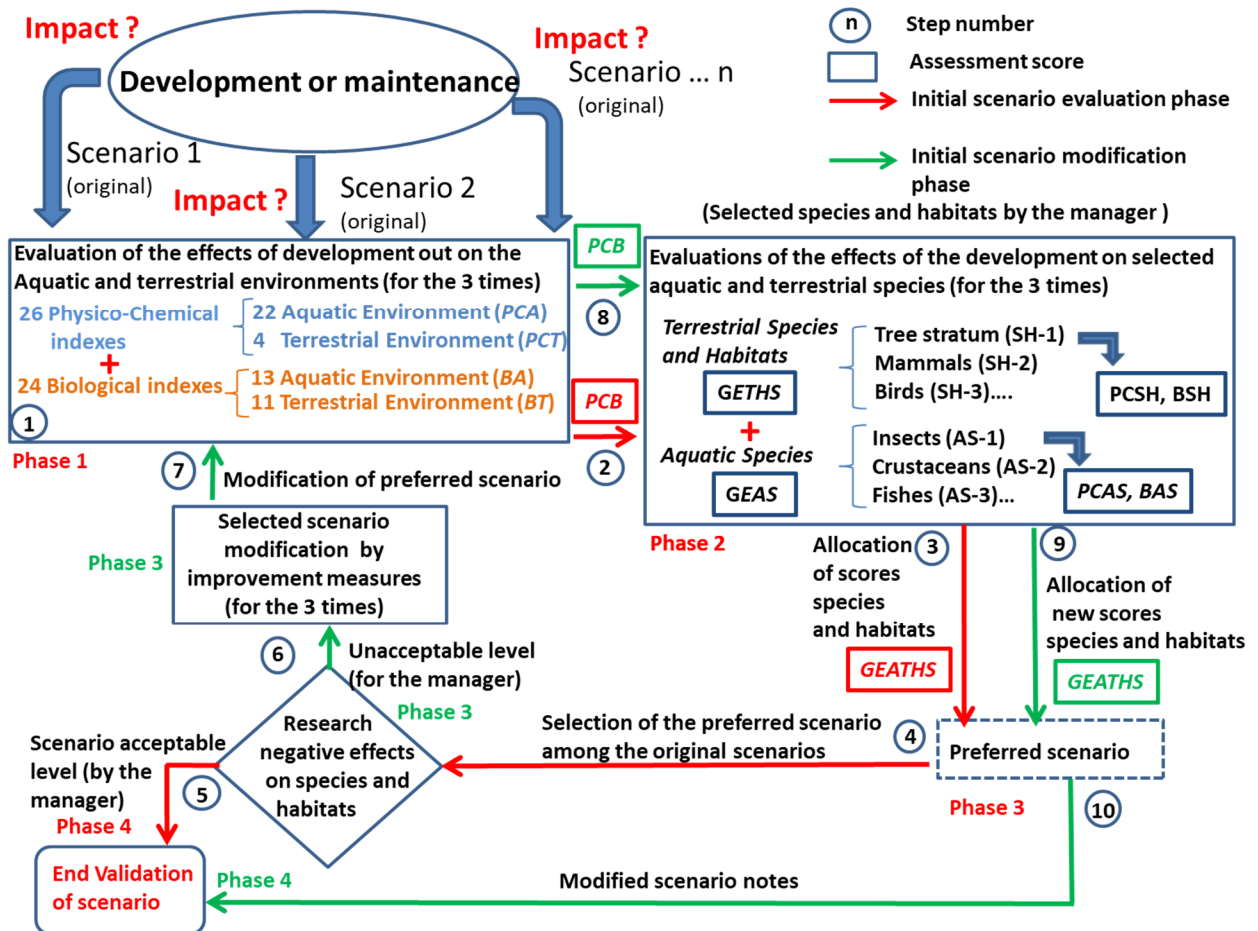 Impact ?
Development or maintenance
Impact ?
Scenario ... n
(original)
Scenario 1
(original)
Impact ?
Scenario 2
(original)
n
Step number
Assessment score
Initial scenario evaluation phase
Initial scenario modification
phase
(Selected species and habitats by the manager )
Evaluation of the effects of development out on the
Aquatic and terrestrial environments (for the 3 times)
26 Physico-Chemical
indexes
22 Aquatic Environment (PCA)
4 Terrestrial Environment (PCT)
+
24 Biological indexes
13 Aquatic Environment (BA)
11 Terrestrial Environment (BT)
1
Phase 1
PCB
8
PCB
2
Evaluations of the effects of the development on selected
aquatic and terrestrial species (for the 3 times)
Terrestrial Species
and Habitats
GETHS
Tree stratum (SH-1)
Mammals (SH-2)
Birds (SH-3)....
PCSH, BSH
+
Aquatic Species
GEAS
Insects (AS-1)
Crustaceans (AS-2)
Fishes (AS-3)...
PCAS, BAS
Phase 2
7
Modification of preferred scenario
Phase 3
Selected scenario
modification by
improvement measures
(for the 3 times)
Allocation
of scores
species
and habitats
3
GEATHS
9
Allocation of
new scores
species and habitats
GEATHS
6
Unacceptable level
(for the manager)
Phase 3
Research
negative effects
on species and
habitats
Selection of the preferred scenario
among the original scenarios
4
Preferred scenario
Phase 3
10
Scenario acceptable
level (by the
manager)
5
Phase 4
End Validation
of scenario
Phase 4
Modified scenario notes